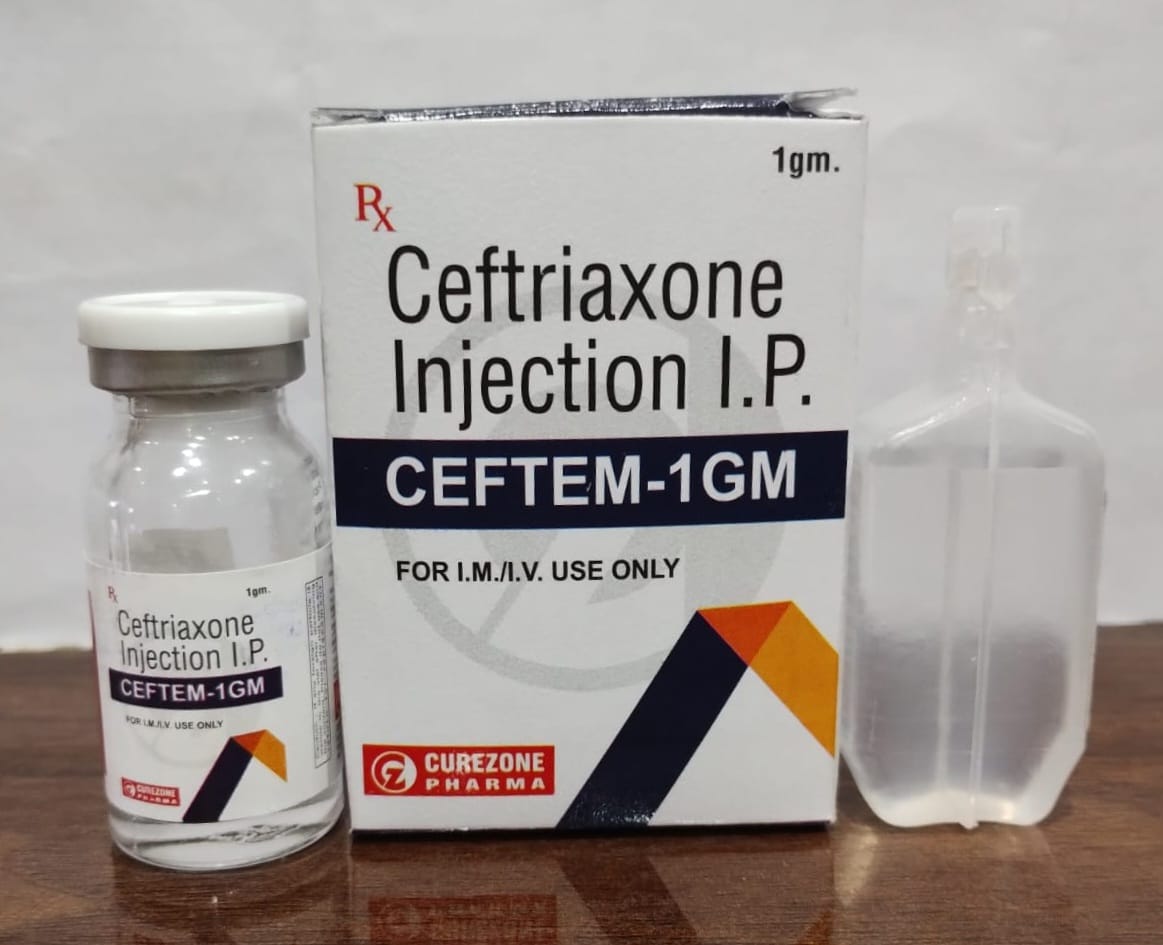 1gm.
Rx
Ceftriaxone
Injection I.P.
CEFTEM-1GM
FOR I.M./I.V. USE ONLY
CUREZONE
PHARMA
Rx
1gm.
Ceftriaxone
Injection I.P.
CEFTEM-1GM
FOR I.M./I.V. USE ONLY
CUREZONE
PHARMA